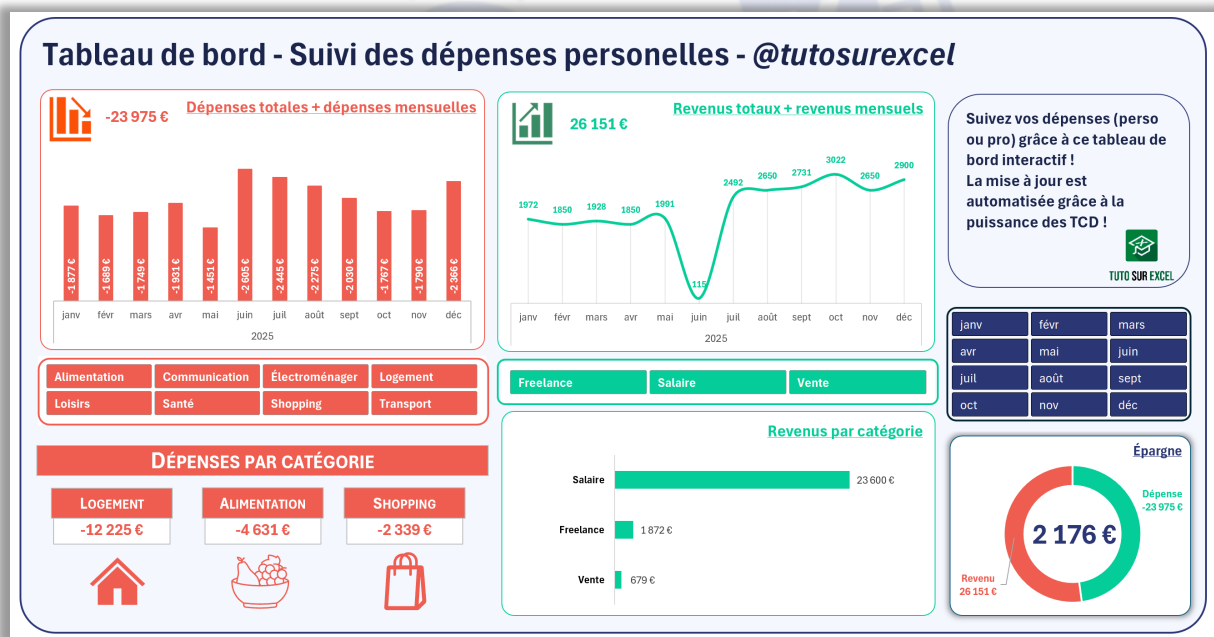 Tableau de bord - Suivi des dépenses personelles - @tutosurexcel
-23 975 €
Dépenses totales + dépenses mensuelles
-1 877 €
-1 689 €
-1 749 €
-1 931 €
-1 451 €
-2 605 €
-2 445 €
-2 275 €
-2 030 €
-1 767 €
-1 790 €
-2 366 €
janv févr mars avr mai juin juil août sept oct nov déc
2025
26 151 €
Revenus totaux + revenus mensuels
1972 1850 1928 1850 1991 115 2492 2650 2731 3022 2650 2900
janv févr mars avr mai juin juil août sept oct nov déc
2025
Suivez vos dépenses (perso
ou pro) grâce à ce tableau de
bord interactif !
La mise à jour est
automatisée grâce à la
puissance des TCD !
TUTO SUR EXCEL
Alimentation Communication Électroménager Logement
Loisirs Santé Shopping Transport
Freelance Salaire Vente
janv févr mars
avr mai juin
juil août sept
oct nov déc
DÉPENSES PAR CATÉGORIE
LOGEMENT
-12 225 €
ALIMENTATION
-4 631 €
SHOPPING
-2 339 €
Revenus par catégorie
Salaire 23 600 €
Freelance 1 872 €
Vente 679 €
Épargne
Dépense
-23 975 €
2 176 €
Revenu
26 151 €